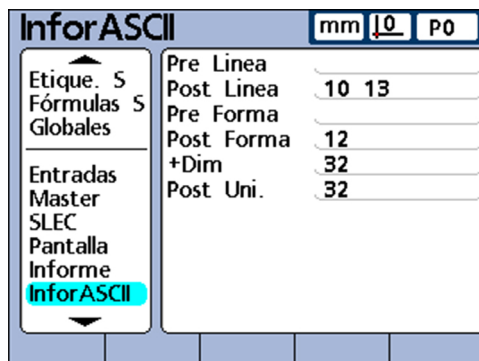 InforASCII mm 0 P0
Etique. S
Fórmulas S
Globales
Entradas
Master
SLEC
Pantalla
Informe
InforASCII
Pre Linea
Post Linea 10 13
Pre Forma
Post Forma 12
+Dim 32
Post Uni. 32